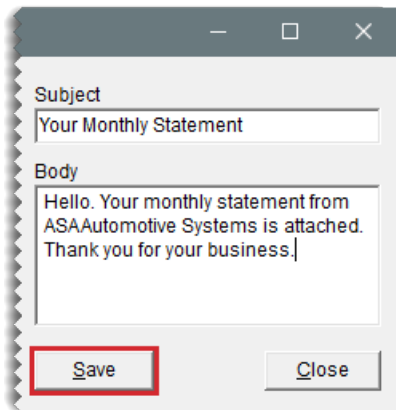 Subject
Your Monthly Statement
Body
Hello. Your monthly statement from
ASAAutomotive Systems is attached.
Thank you for your business.
Save
Close